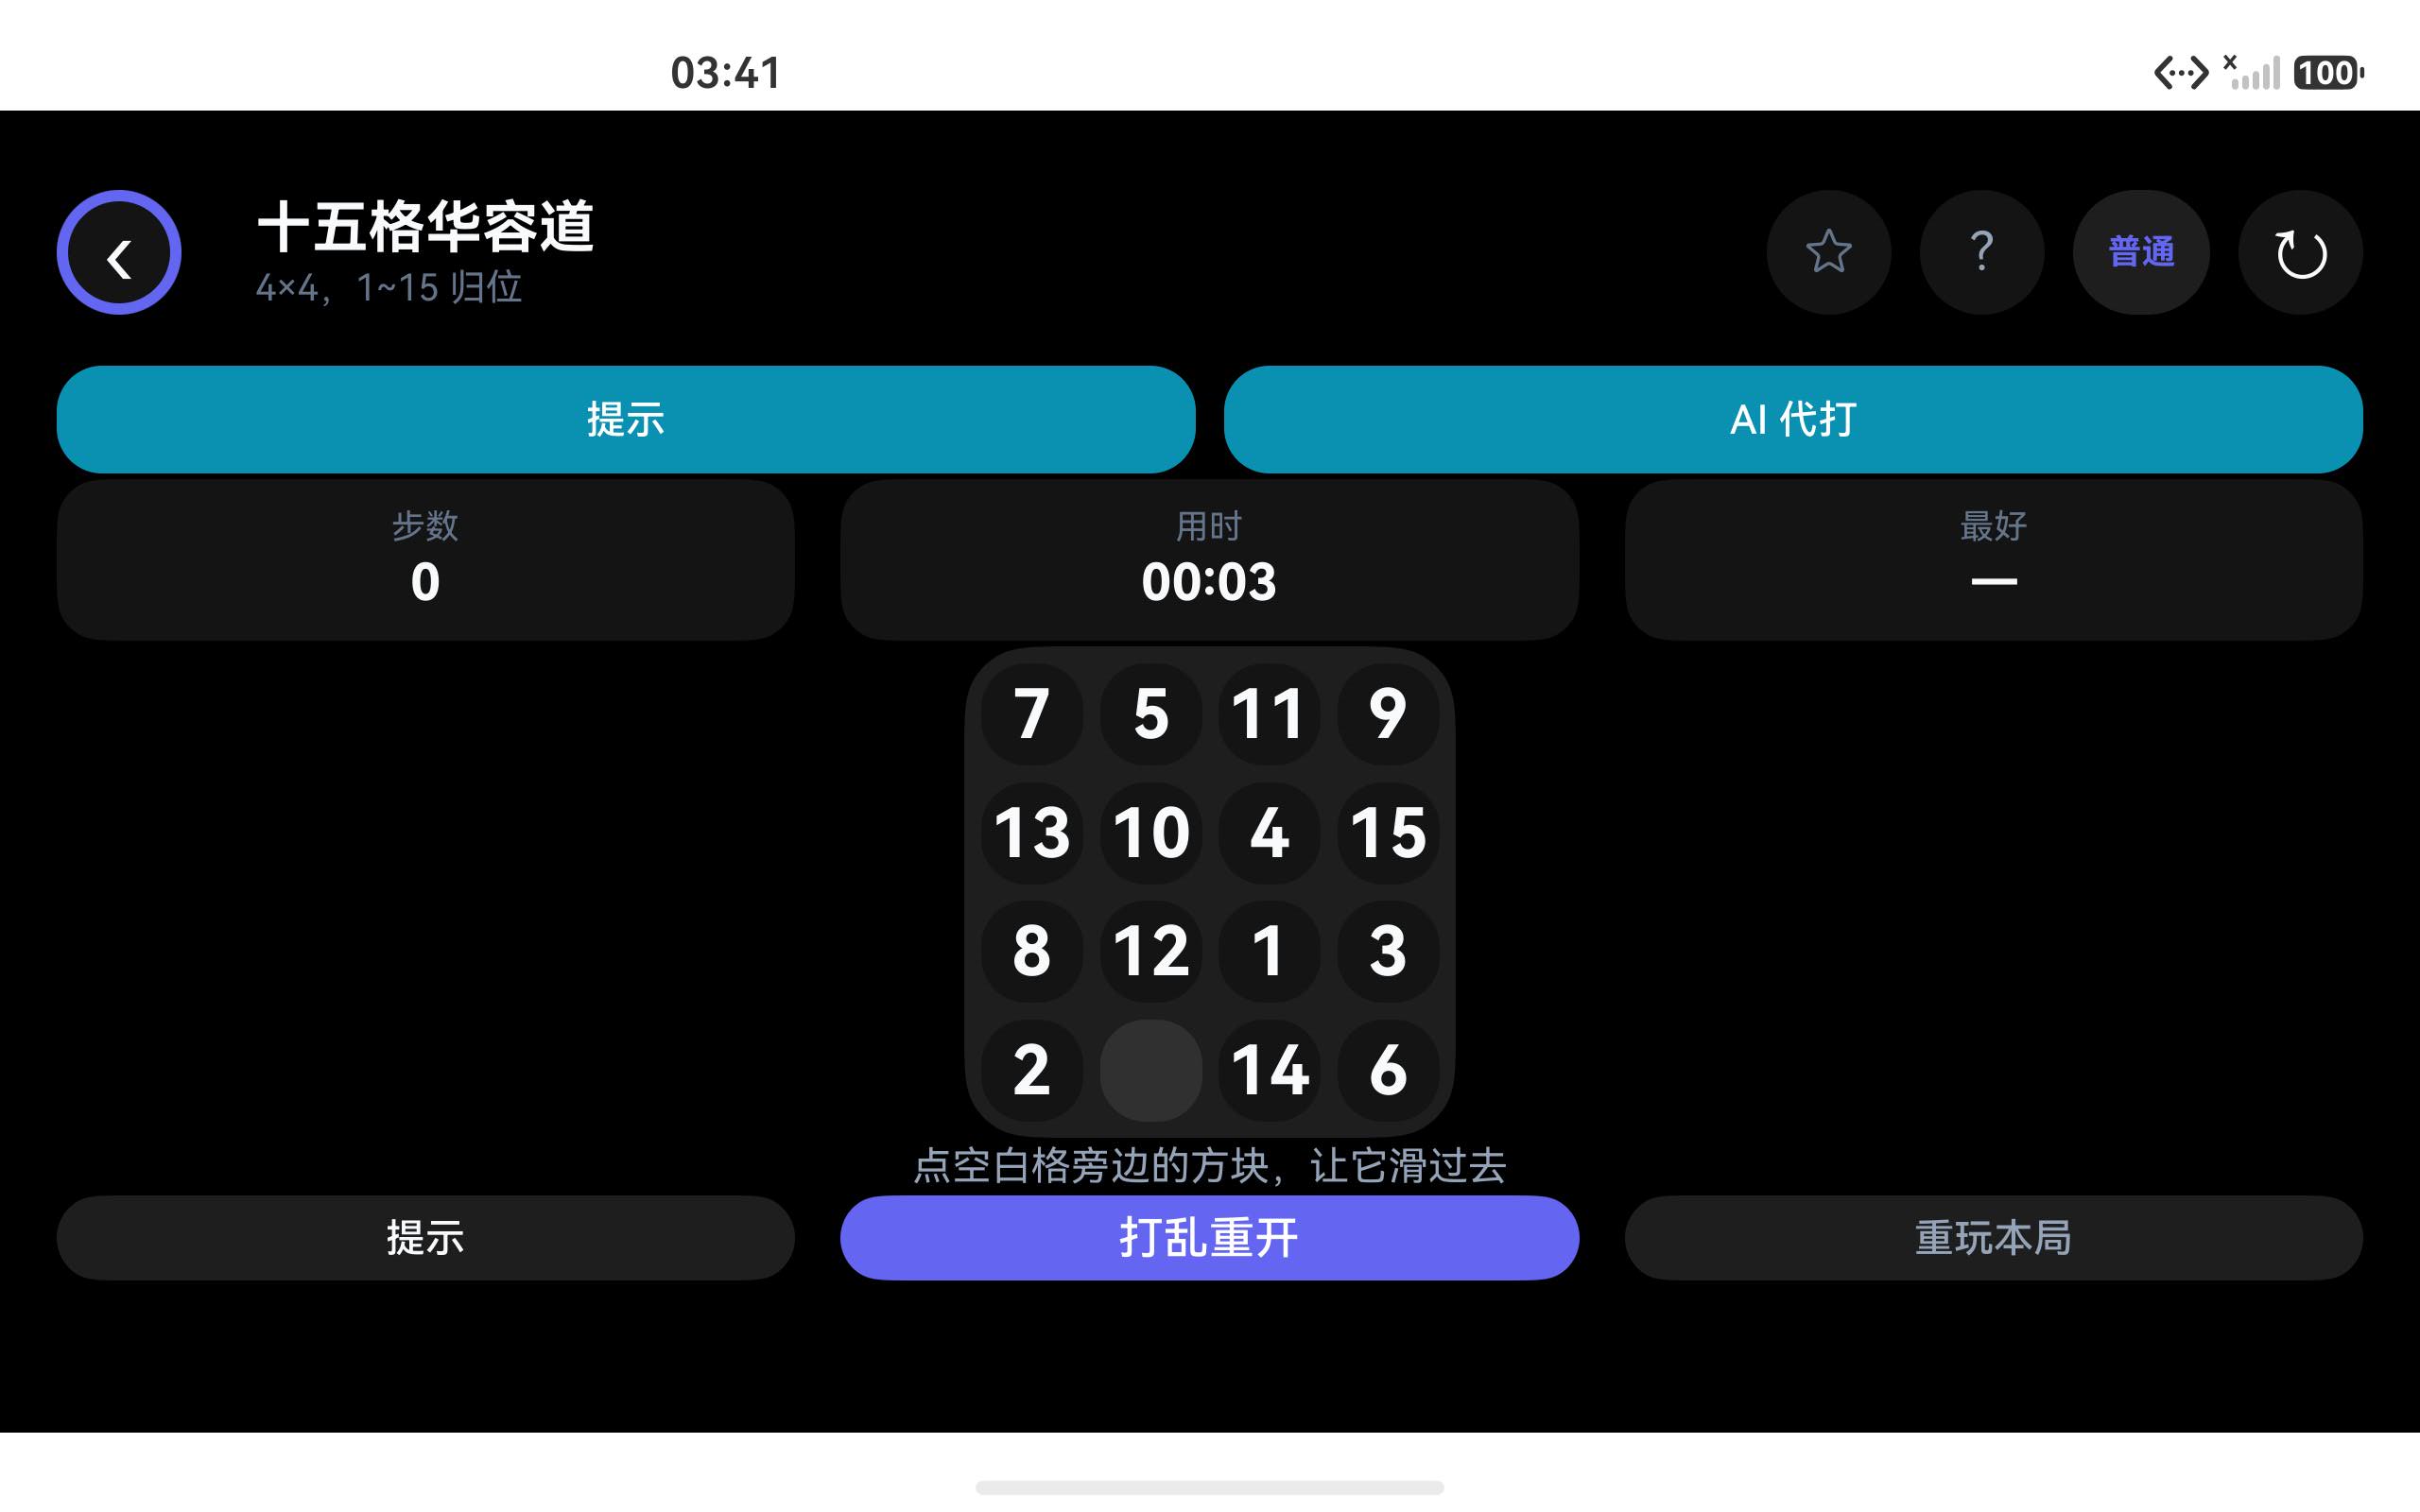 03:41
100
十五格华容道
4×4，1~15 归位
?
普通
提示
AI 代打
步数
0
用时
00:03
最好
—
7 5 11 9
13 10 4 15
8 12 1 3
2 14 6
点空白格旁边的方块，让它滑过去
提示
打乱重开
重玩本局